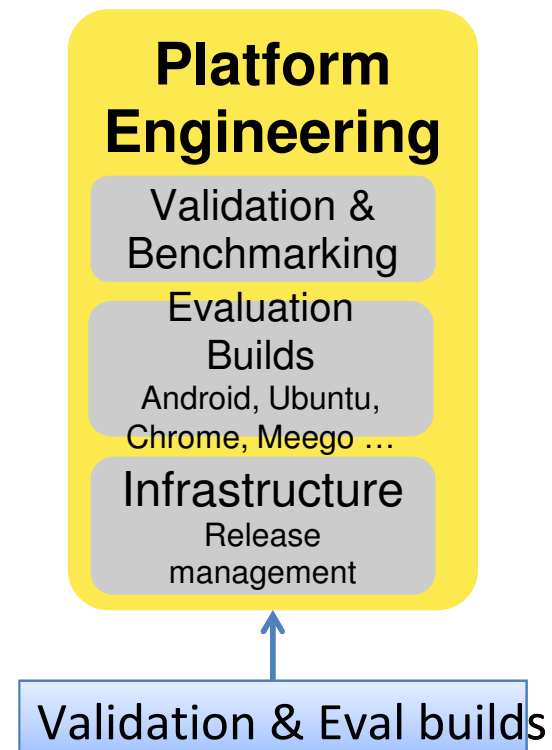 Platform
Engineering
Validation &
Benchmarking
Evaluation
Builds
Android, Ubuntu,
Chrome, Meego …
Infrastructure
Release
management
Validation & Eval builds